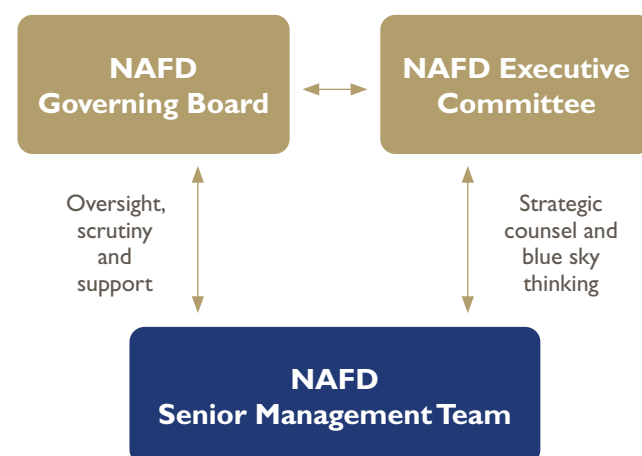 NAFD
Governing Board
NAFD Executive
Committee
Oversight,
scrutiny
and
support
Strategic
counsel and
blue sky
thinking
NAFD
Senior Management Team